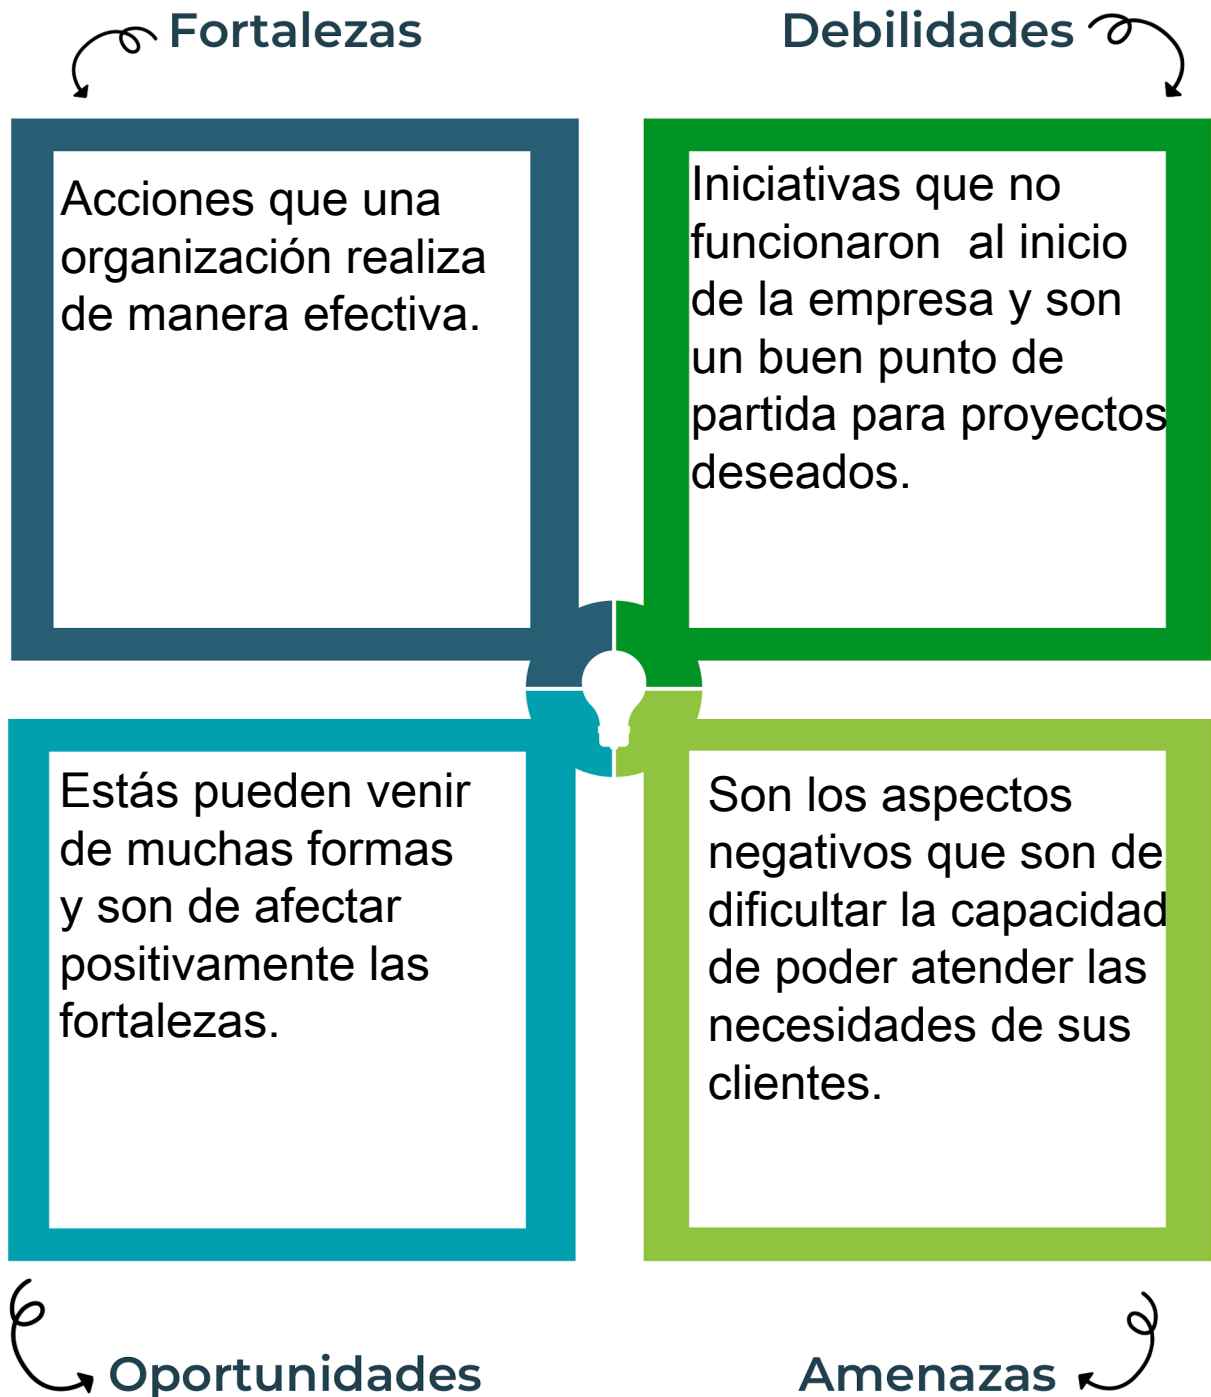 Fortalezas
Acciones que una
organización realiza
de manera efectiva.
Debilidades
Iniciativas que no
funcionaron  al inicio
de la empresa y son
un buen punto de
partida para proyectos
deseados.
Estás pueden venir
de muchas formas
y son de afectar
positivamente las
fortalezas.
Oportunidades
Son los aspectos
negativos que son de
dificultar la capacidad
de poder atender las
necesidades de sus
clientes.
Amenazas